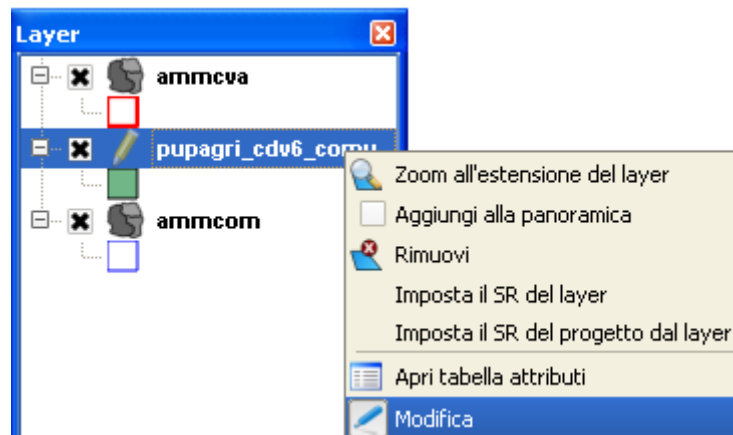 Layer
ammcva
pupagri_cdv6_comu
ammcom
Zoom all'estensione del layer
Aggiungi alla panoramica
Rimuovi
Imposta il SR del layer
Imposta il SR del progetto dal layer
Apri tabella attributi
Modifica